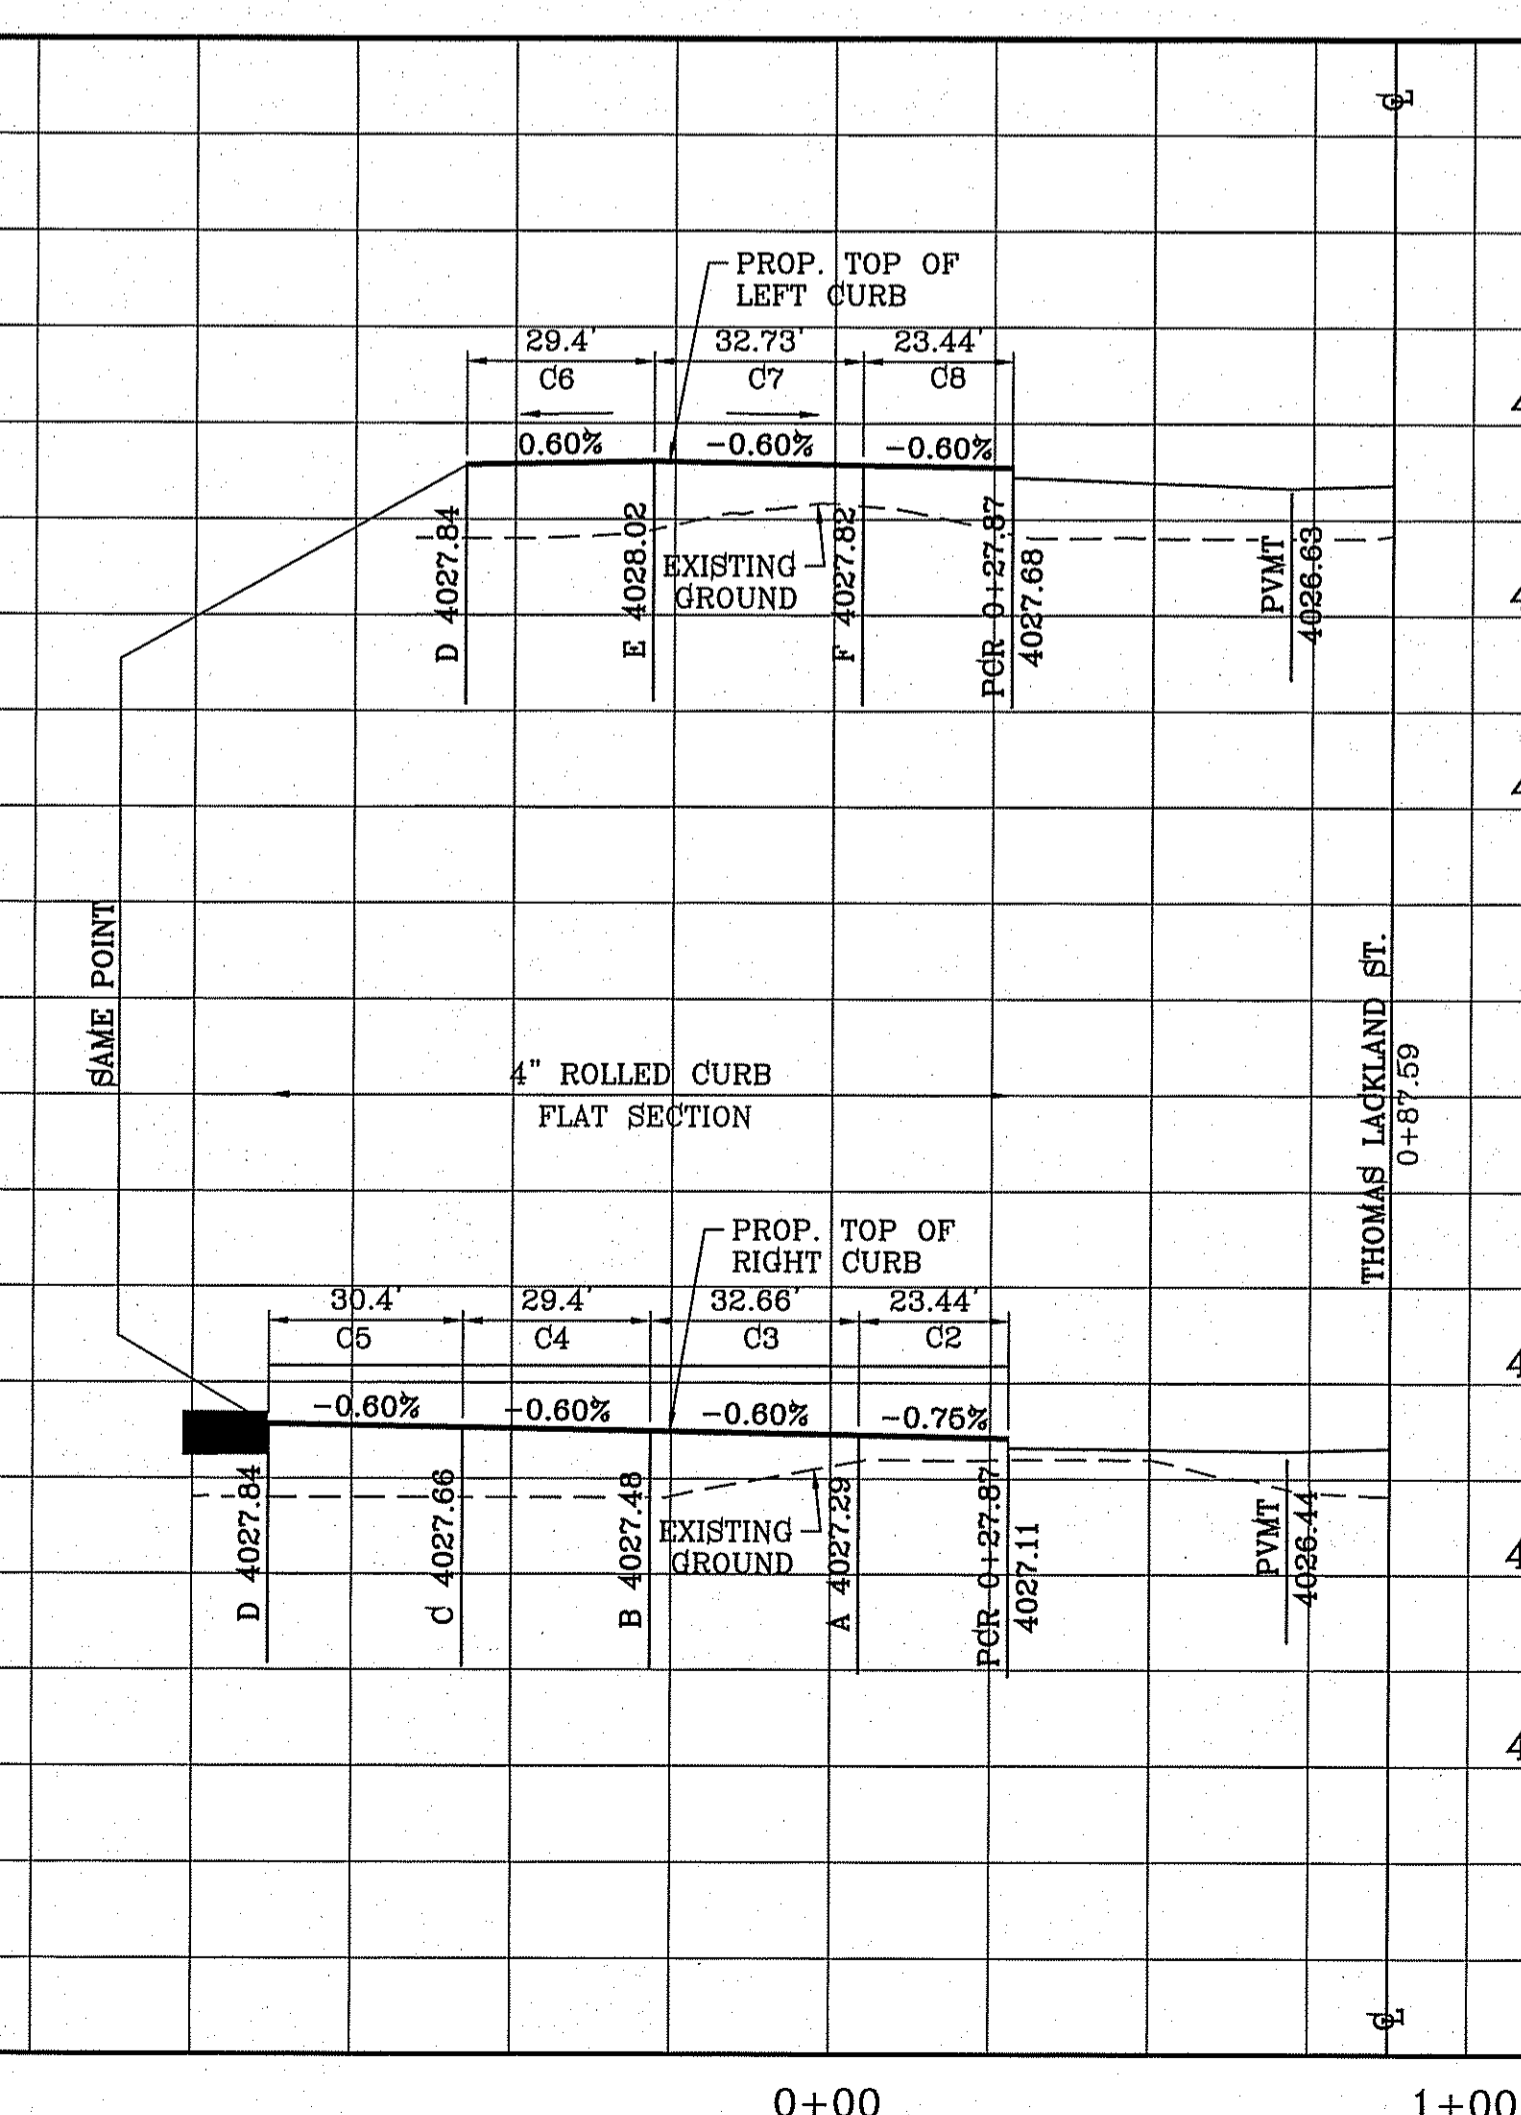 PROP. TOP OF
LEFT CURB
29.4'
32.73'
23.44'
C6
C7
C8
0.60%
-0.60%
-0.60%
D 4027.84
E 4028.02
EXISTING
GROUND
F 4027.82
PCR 0+27.87
4027.68
PVMT
4026.63
SAME POINT
4" ROLLED CURB
FLAT SECTION
THOMAS LACKLAND ST.
0+87.59
PROP. TOP OF
RIGHT CURB
30.4'
29.4'
32.66'
23.44'
C5
C4
C3
C2
-0.60%
-0.60%
-0.60%
-0.75%
D 4027.84
C 4027.66
B 4027.48
EXISTING
GROUND
A 4027.29
PCR 0+27.87
4027.11
PVMT
4026.44
0+00
1+00